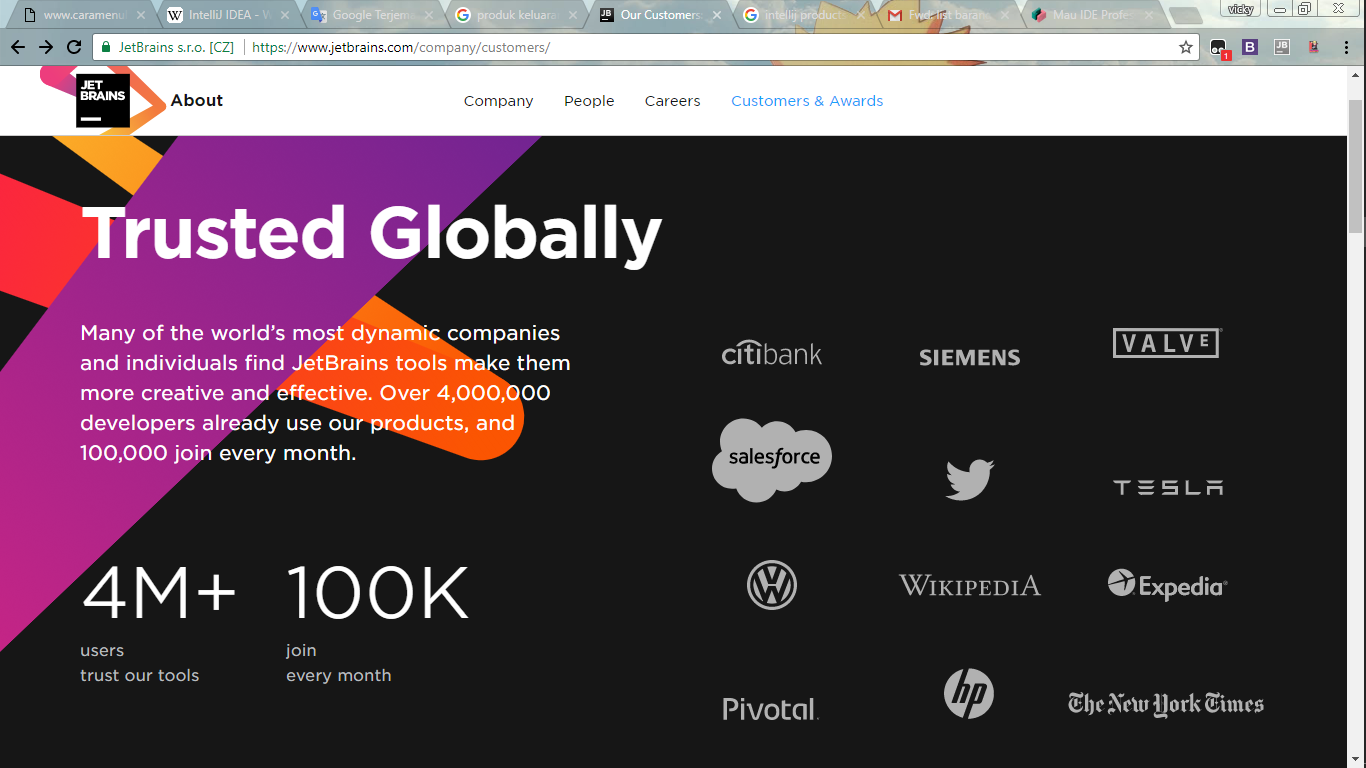 www.caramenu
IntelliJ IDEA - W
Google Terjema
produk keluara
Our Customers:
intellij products
Fwd: list baran
Mau IDE Profes
vicky
JetBrains s.r.o. [CZ]
https://www.jetbrains.com/company/customers/
1
B
JB
JET
BRAINS
About
Company
People
Careers
Customers & Awards
Trusted Globally
Many of the world's most dynamic companies
and individuals find JetBrains tools make them
more creative and effective. Over 4,000,000
developers already use our products, and
100,000 join every month.
4M+
users
trust our tools
100K
join
every month
citibank
SIEMENS
VALVE
salesforce
TESLA
VW
WIKIPEDIA
Expedia
Pivotal.
hp
The New York Times